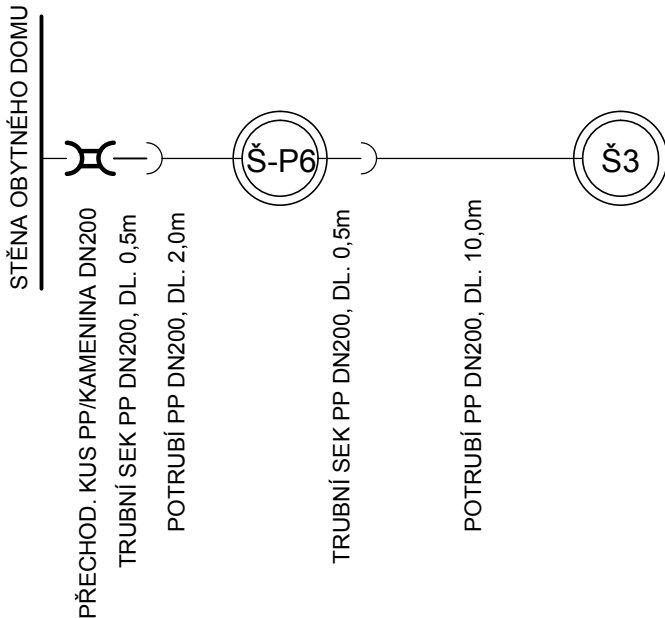 STĚNA OBYTNÉHO DOMU
PŘECHOD. KUS PP/KAMENINA DN200
TRUBNÍ SEK PP DN200, DL. 0,5m
POTRUBÍ PP DN200, DL. 2,0m
Š-P6
TRUBNÍ SEK PP DN200, DL. 0,5m
POTRUBÍ PP DN200, DL. 10,0m
Š3